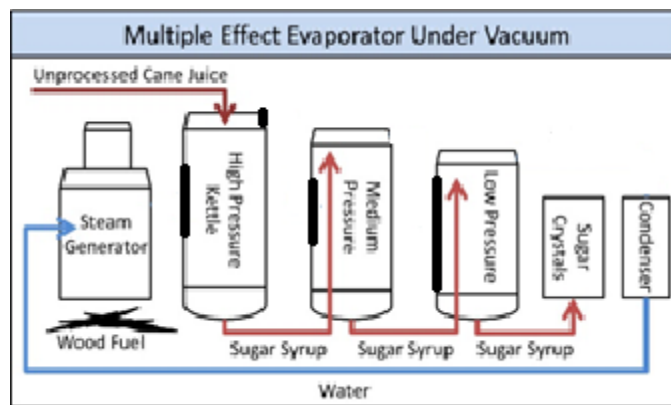 Multiple Effect Evaporator Under Vacuum
Unprocessed Cane Juice
Steam
Generator
Wood Fuel
High Pressure
Kettle
Medium
Pressure
Low Pressure
Sugar
Crystals
Condenser
Sugar Syrup
Sugar Syrup
Sugar Syrup
Water